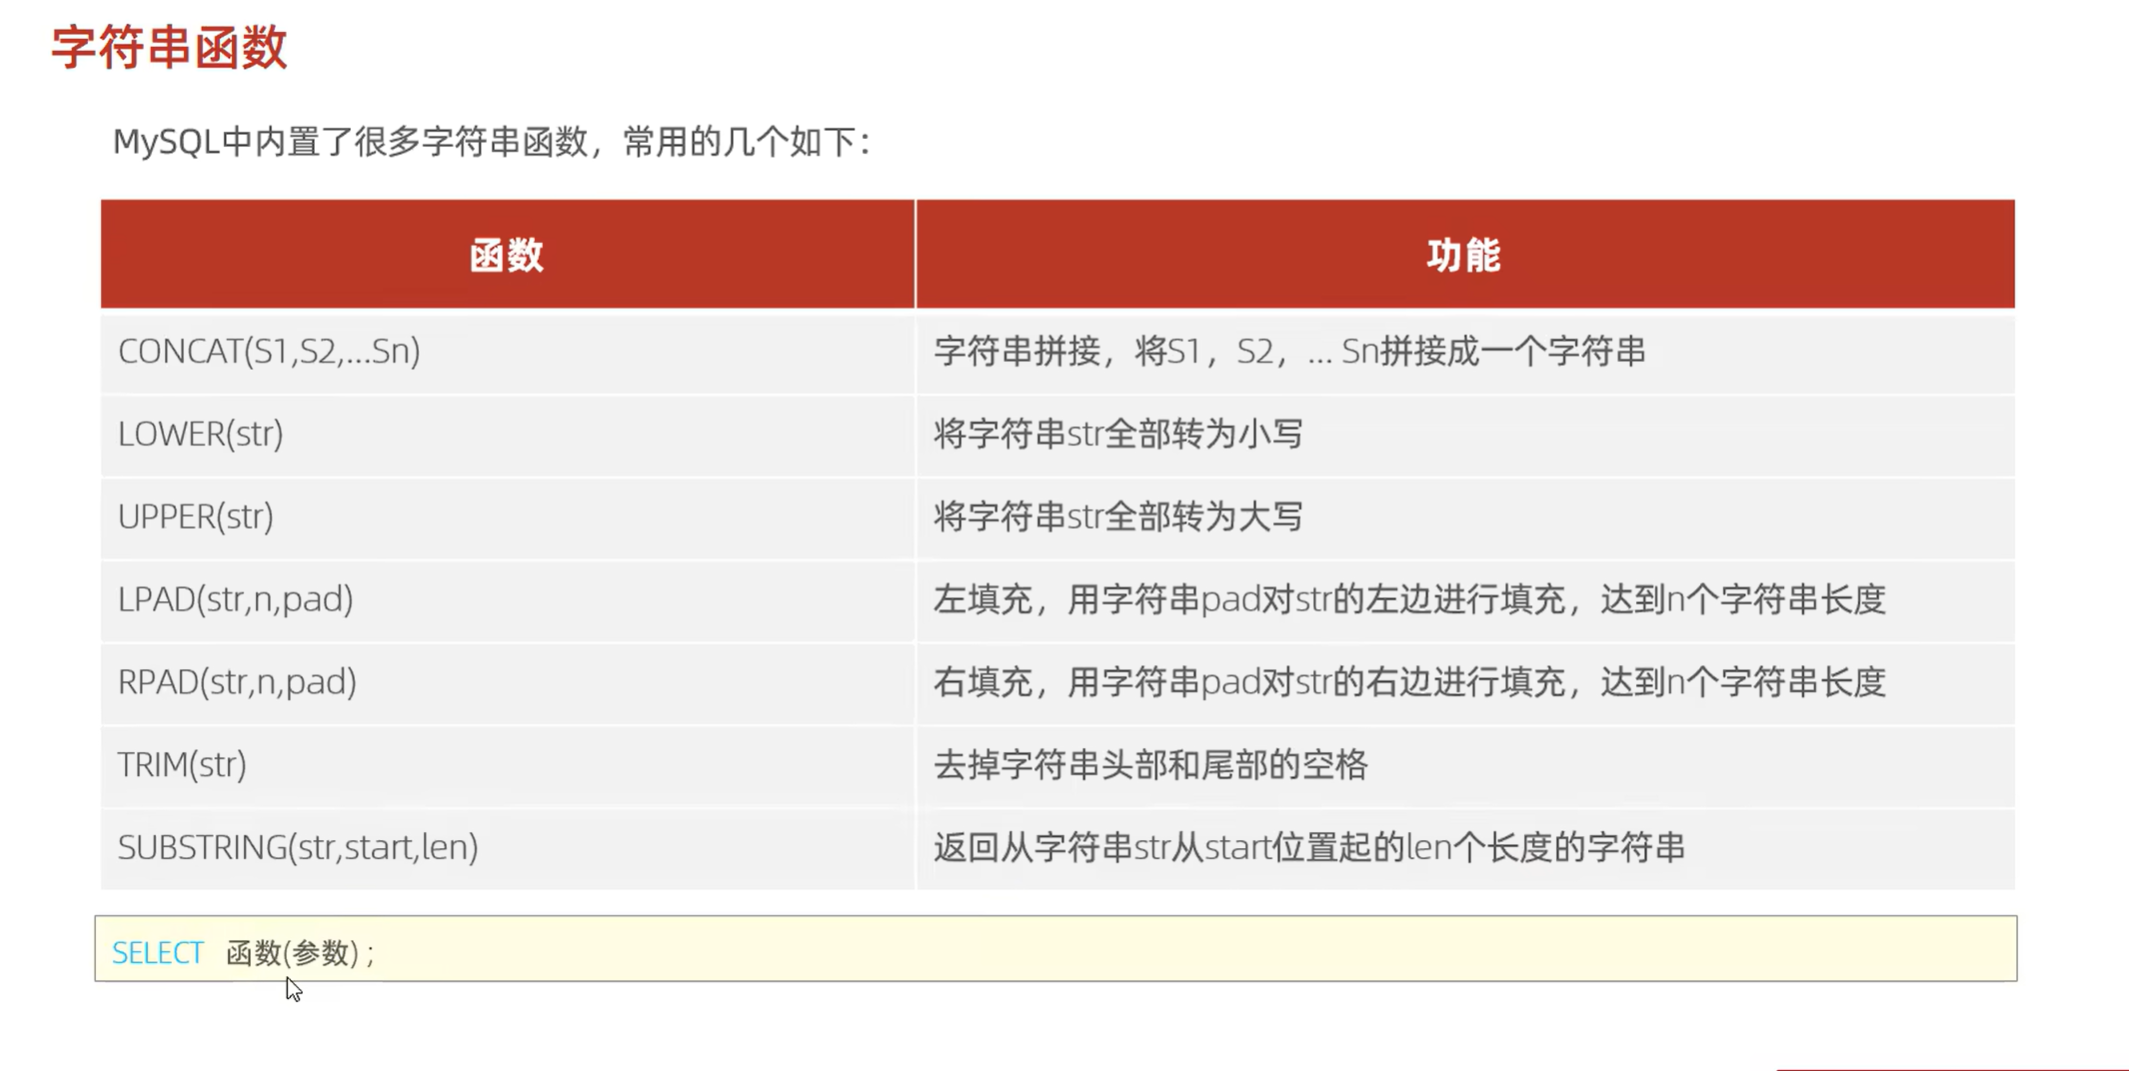 字符串函数
MySQL中内置了很多字符串函数，常用的几个如下：
函数 功能
CONCAT(S1,S2,...Sn) 字符串拼接，将S1，S2，... Sn拼接成一个字符串
LOWER(str) 将字符串str全部转为小写
UPPER(str) 将字符串str全部转为大写
LPAD(str,n,pad) 左填充，用字符串pad对str的左边进行填充，达到n个字符串长度
RPAD(str,n,pad) 右填充，用字符串pad对str的右边进行填充，达到n个字符串长度
TRIM(str) 去掉字符串头部和尾部的空格
SUBSTRING(str,start,len) 返回从字符串str从start位置起的len个长度的字符串
SELECT 函数(参数) ;